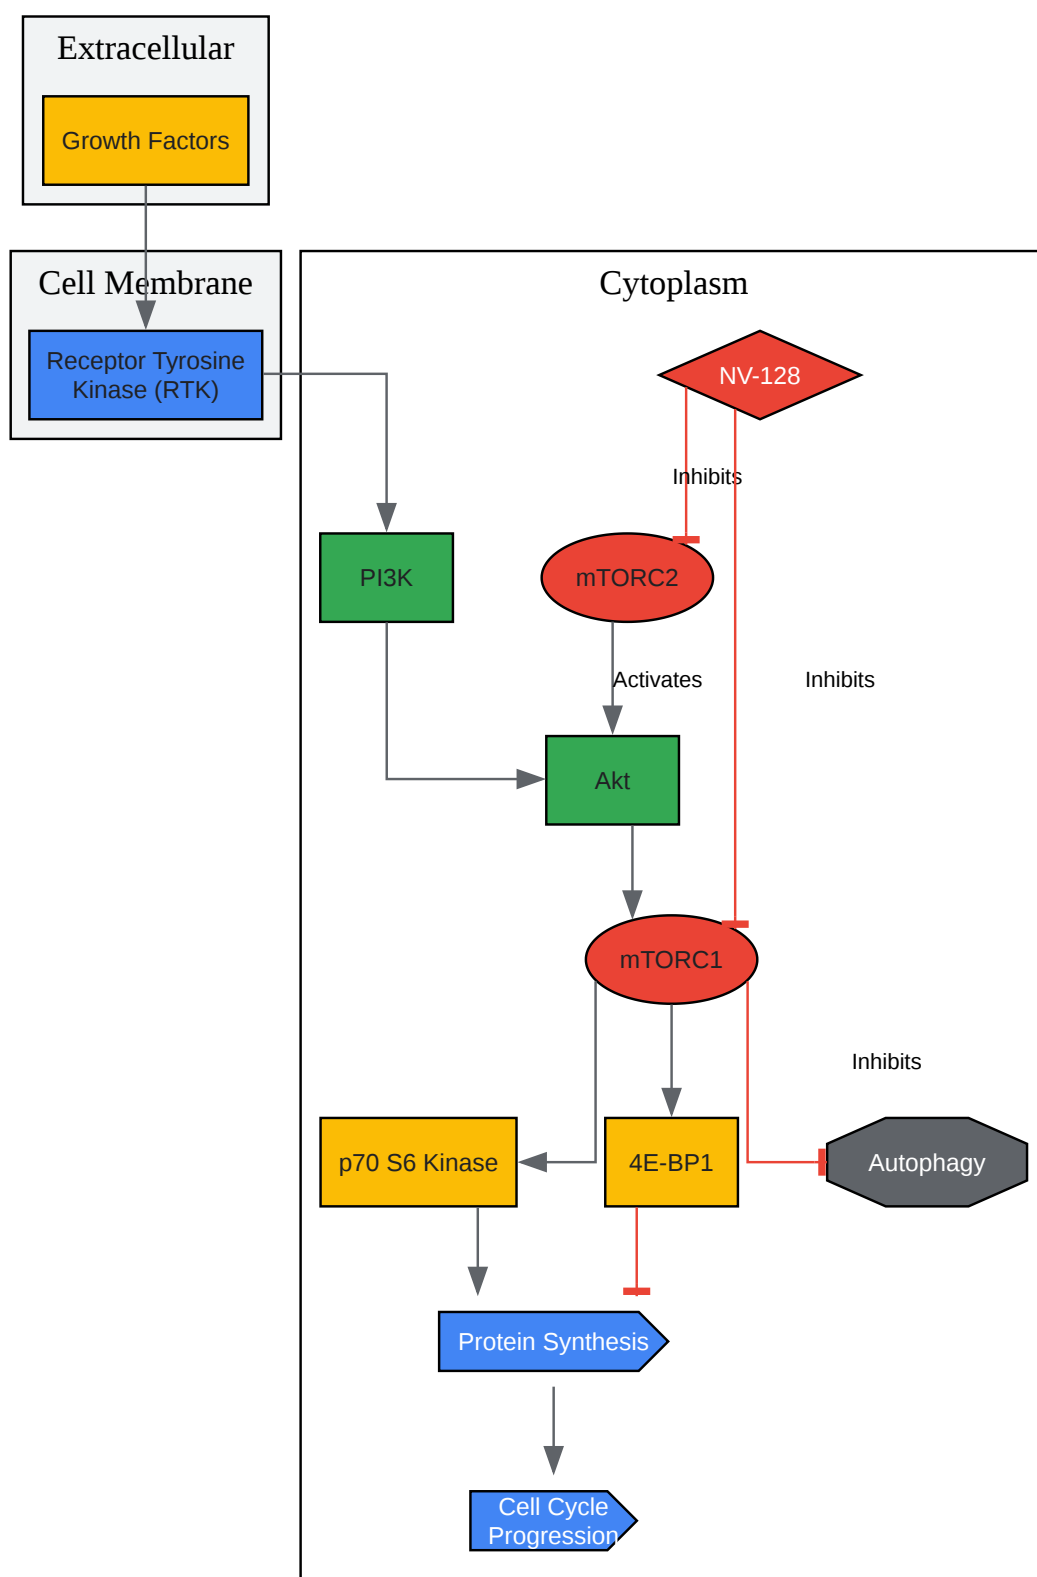 Extracellular
Growth Factors
Cell Membrane
Receptor Tyrosine
Kinase (RTK)
Cytoplasm
NV-128
Inhibits
PI3K
mTORC2
Activates
Inhibits
Akt
mTORC1
Inhibits
p70 S6 Kinase
4E-BP1
Autophagy
Protein Synthesis
Cell Cycle
Progression